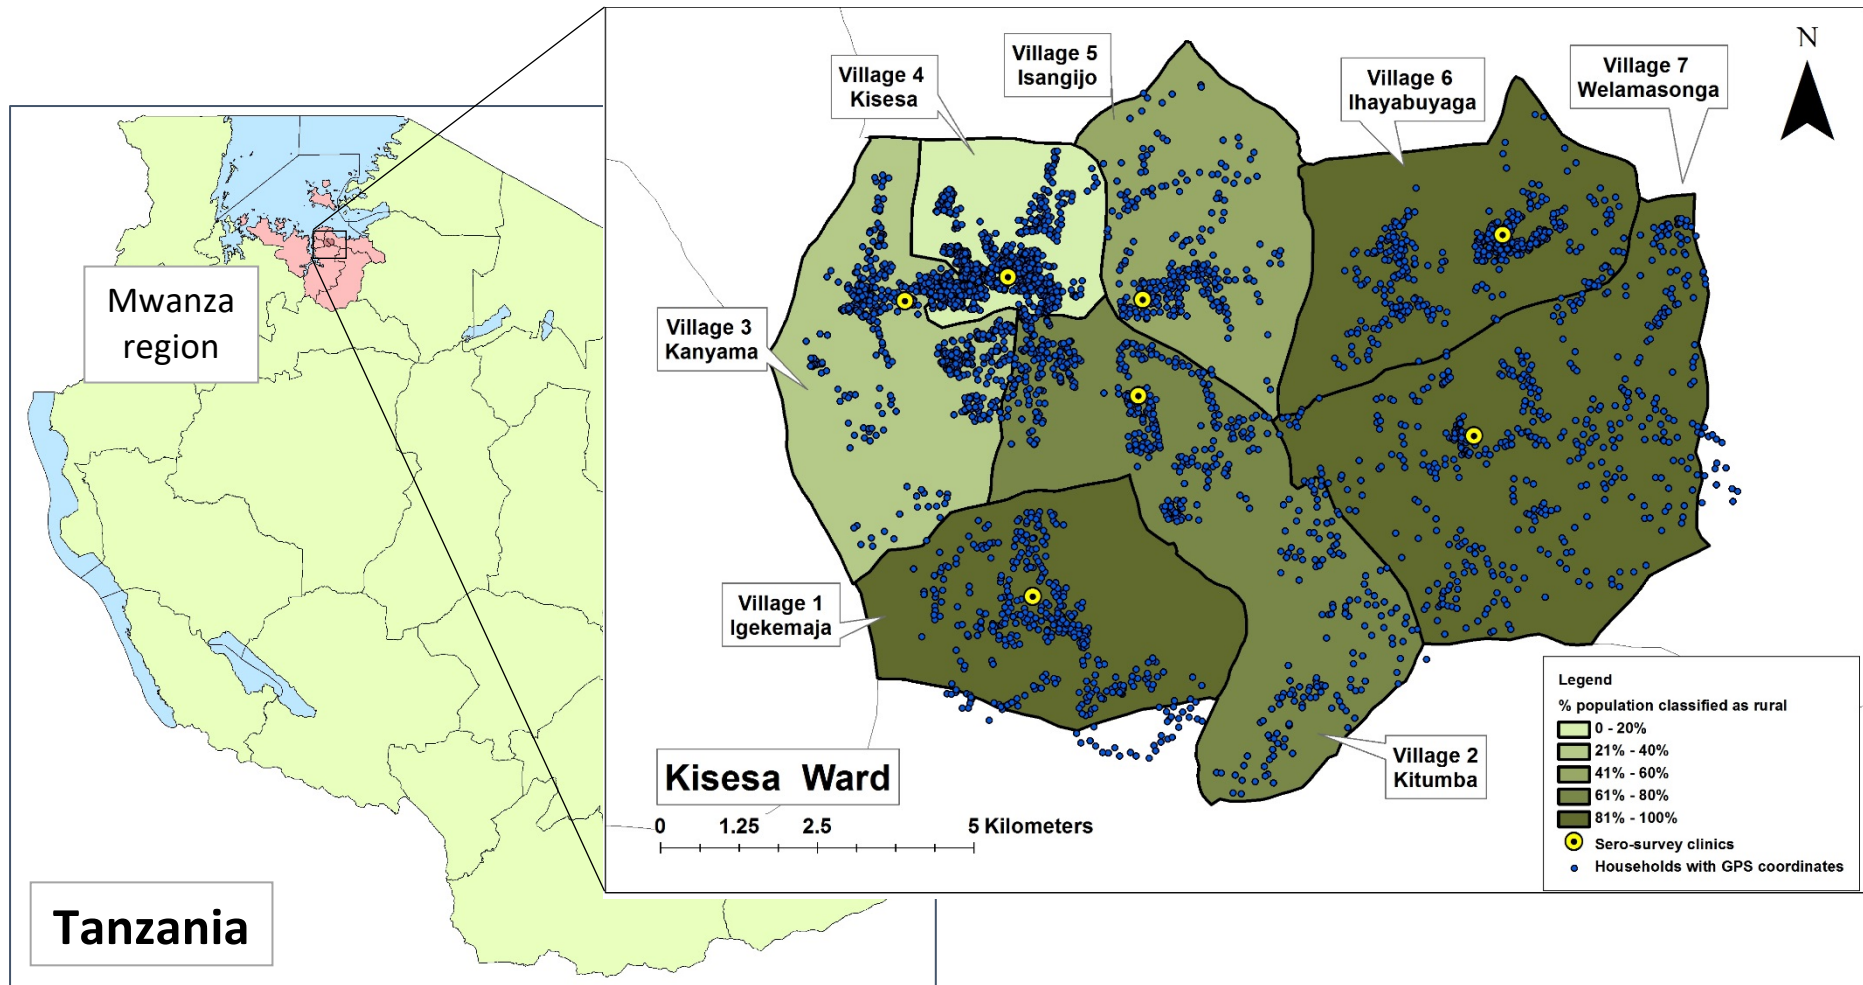 Village 4
Kisesa
Village 5
Isangijo
Village 6
Ihayabuyaga
Village 7
Welamasonga
N
Mwanza
region
Village 3
Kanyama
Village 1
Igekemaja
Village 2
Kitumba
Kisesa Ward
0 1.25 2.5 5 Kilometers
Legend
% population classified as rural
0 - 20%
21% - 40%
41% - 60%
61% - 80%
81% - 100%
Sero-survey clinics
Households with GPS coordinates
Tanzania